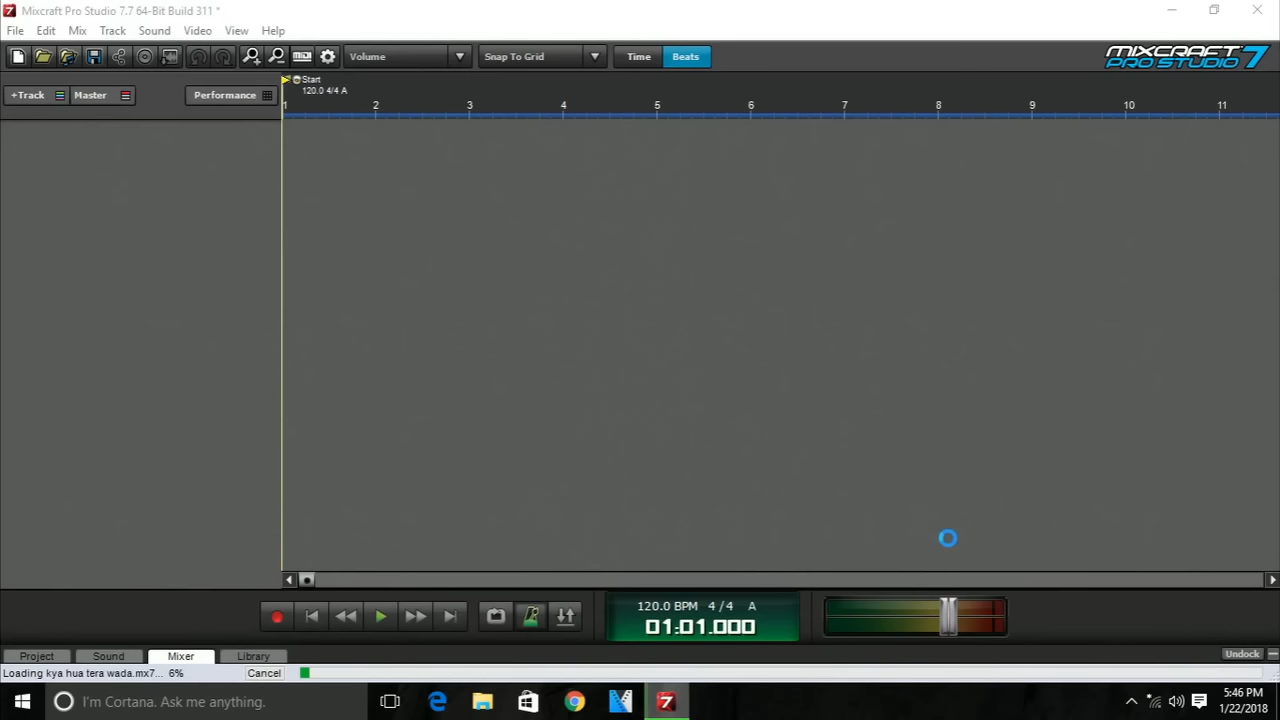 Mixcraft Pro Studio 7.7 64-Bit Build 311 *
File Edit Mix Track Sound Video View Help
Volume Snap To Grid Time Beats
MIXCRAFT PRO STUDIO 7
Start
120.0 4/4 A
+Track Master Performance
1 2 3 4 5 6 7 8 9 10 11
120.0 BPM 4/4 A
01:01.000
Project Sound Mixer Library Undock
Loading kya hua tera wada.mx7... 6% Cancel
I'm Cortana. Ask me anything.
5:46 PM
1/22/2018